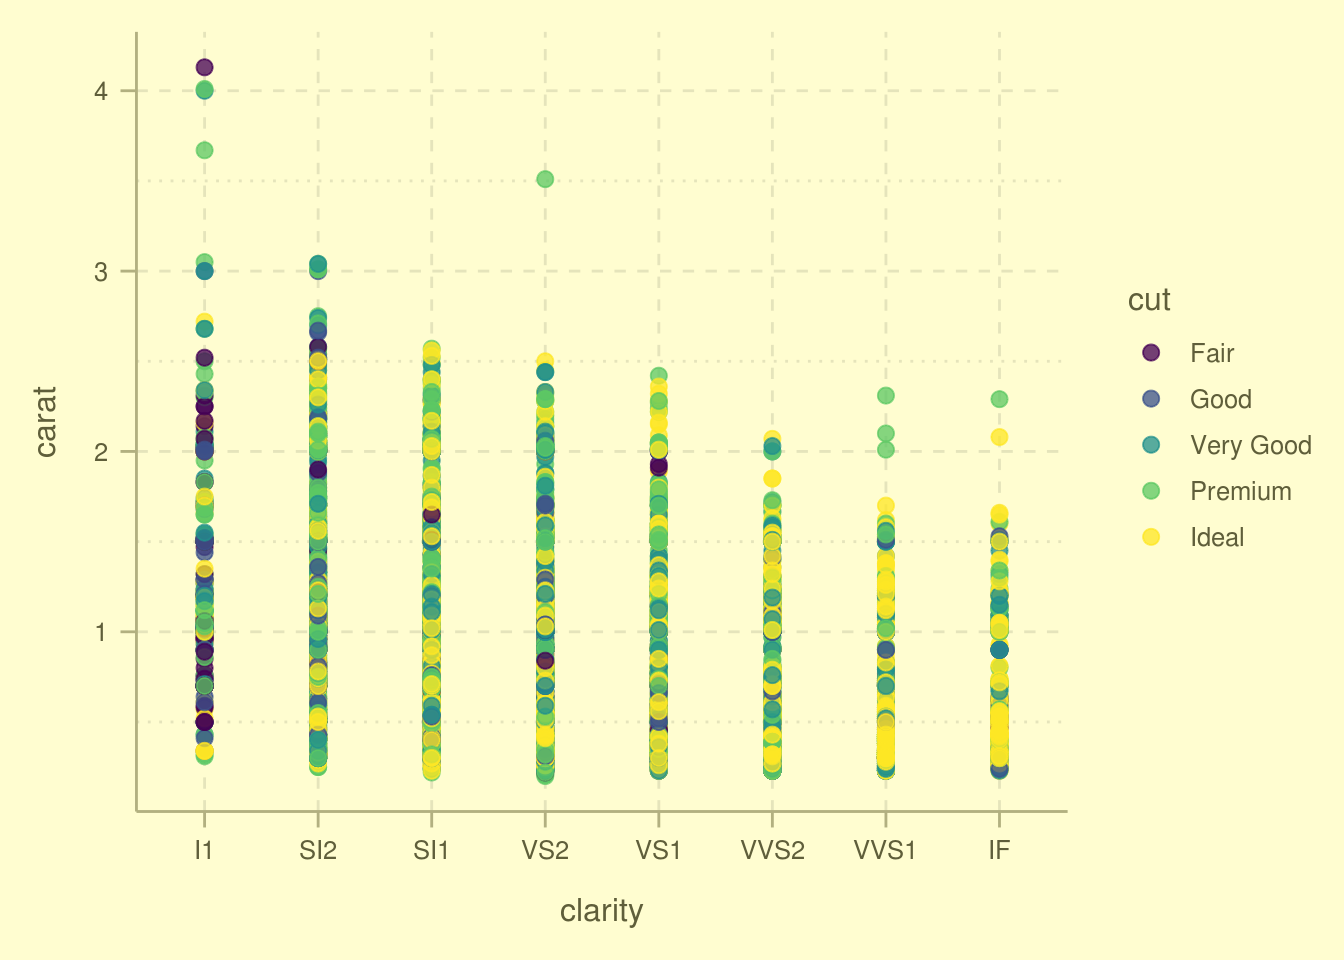 4
3
2
1
carat
I1 SI2 SI1 VS2 VS1 VVS2 VVS1 IF
clarity
cut
Fair
Good
Very Good
Premium
Ideal